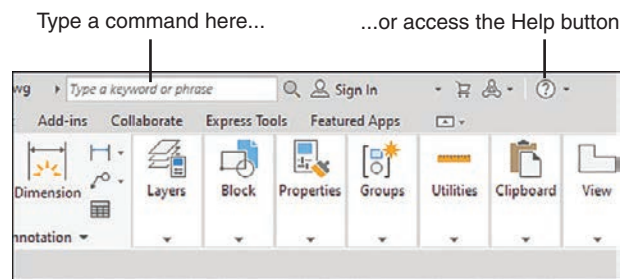 Type a command here... ...or access the Help button
wg Type a keyword or phrase Sign In
Add-ins Collaborate Express Tools Featured Apps
Dimension Layers Block Properties Groups Utilities Clipboard View
nnotation